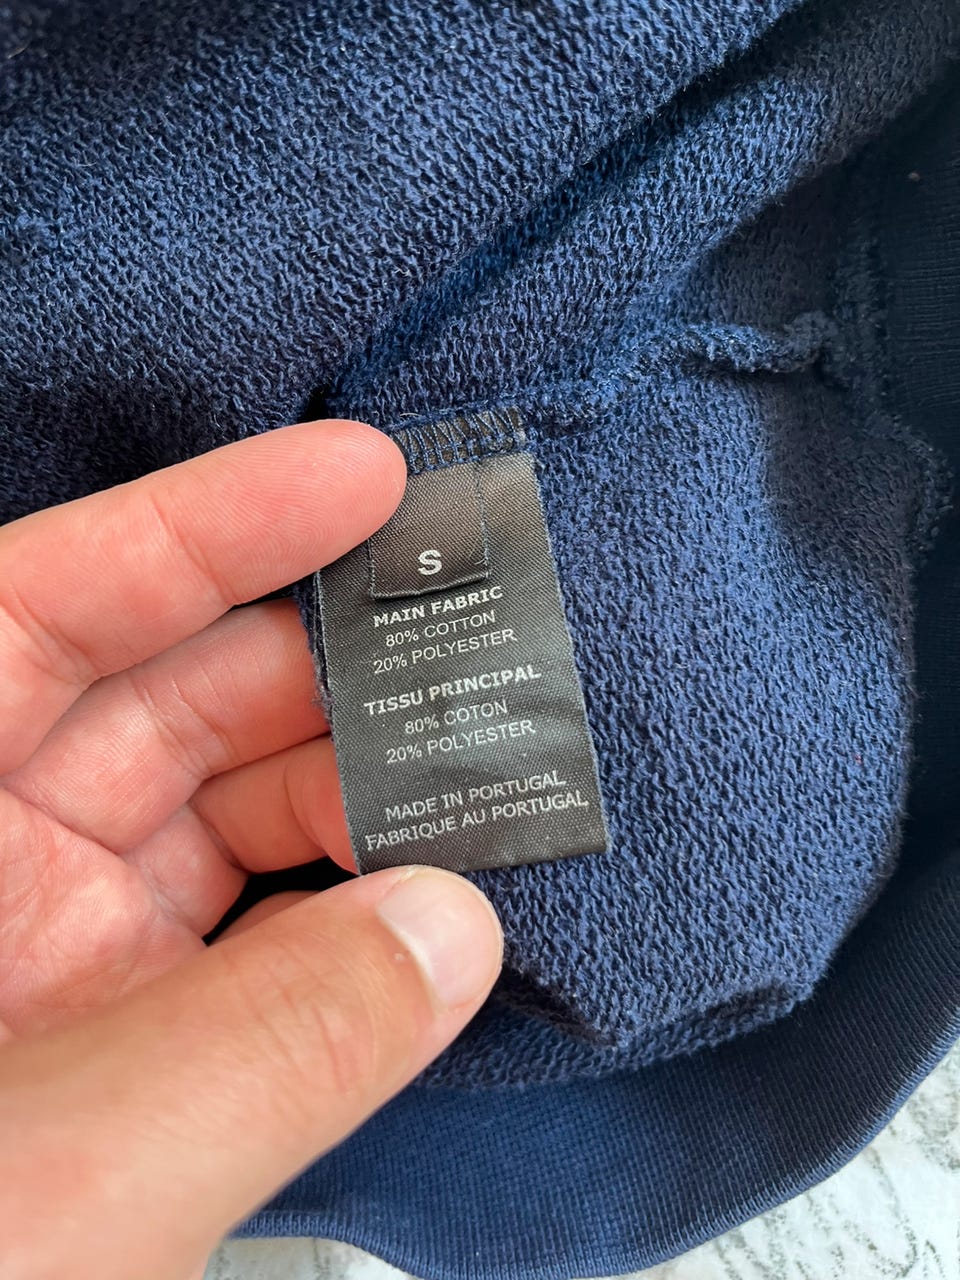 S
MAIN FABRIC
80% COTTON
20% POLYESTER
TISSU PRINCIPAL
80% COTON
20% POLYESTER
MADE IN PORTUGAL
FABRIQUE AU PORTUGAL